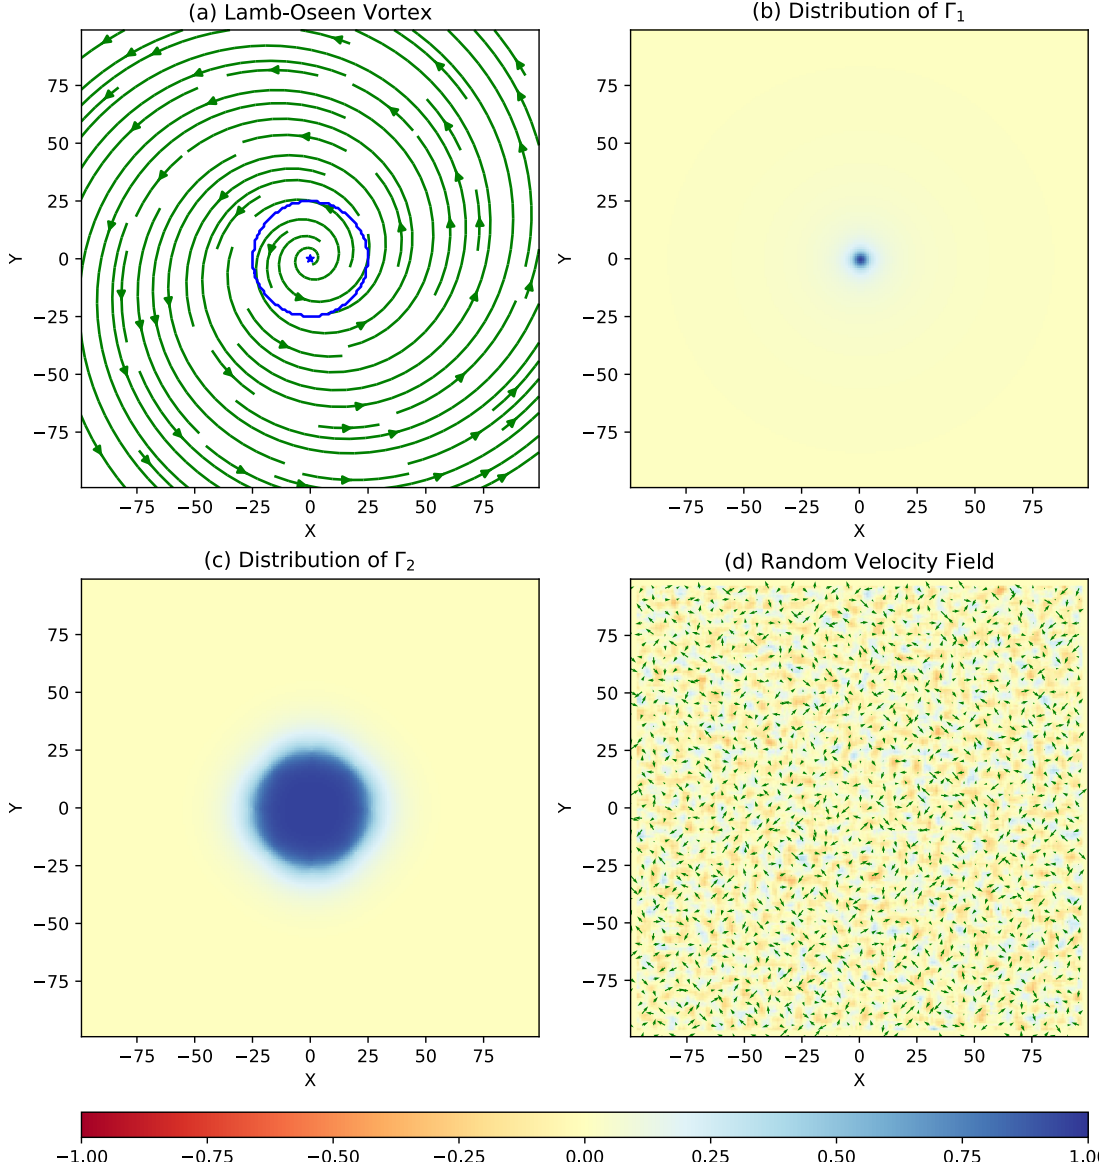 (a) Lamb-Oseen Vortex
75
50
25
0
−25
−50
−75
Y
−75 −50 −25 0 25 50 75
X
(b) Distribution of Γ₁
75
50
25
0
−25
−50
−75
Y
−75 −50 −25 0 25 50 75
X
(c) Distribution of Γ₂
75
50
25
0
−25
−50
−75
Y
−75 −50 −25 0 25 50 75
X
(d) Random Velocity Field
75
50
25
0
−25
−50
−75
Y
−75 −50 −25 0 25 50 75
X
−1.00 −0.75 −0.50 −0.25 0.00 0.25 0.50 0.75 1.00